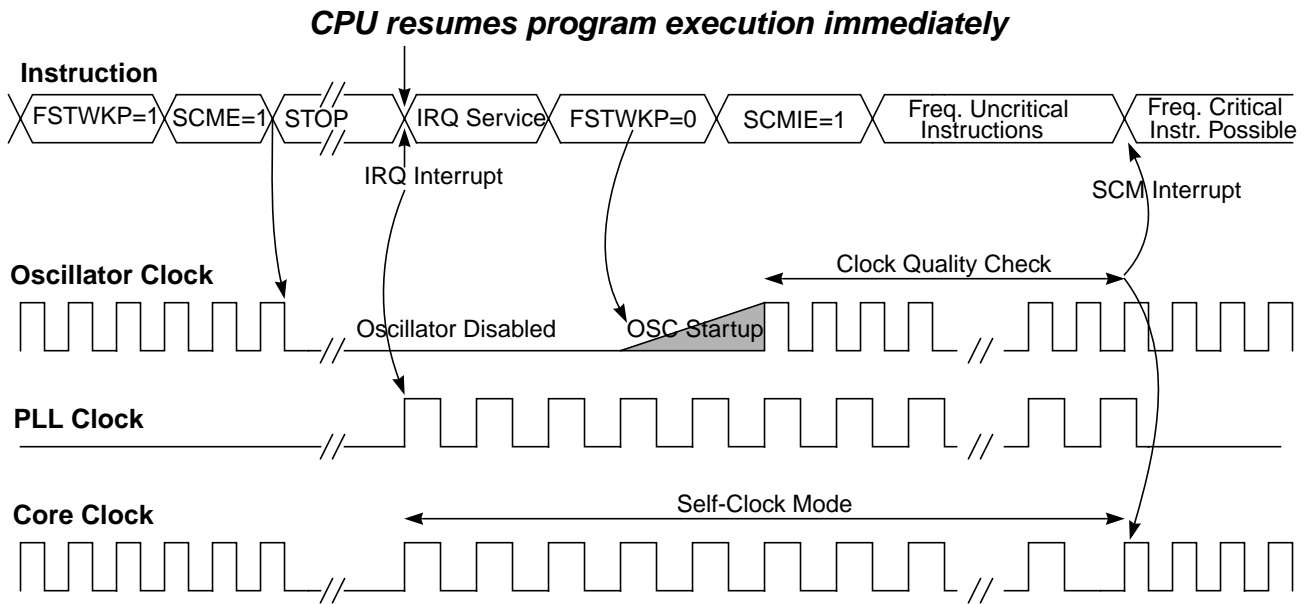 CPU resumes program execution immediately
Instruction
FSTWKP=1
SCME=1
STOP
IRQ Service
FSTWKP=0
SCMIE=1
Freq. Uncritical
Instructions
Freq. Critical
Instr. Possible
IRQ Interrupt
SCM Interrupt
Clock Quality Check
Oscillator Clock
Oscillator Disabled
OSC Startup
PLL Clock
Self-Clock Mode
Core Clock